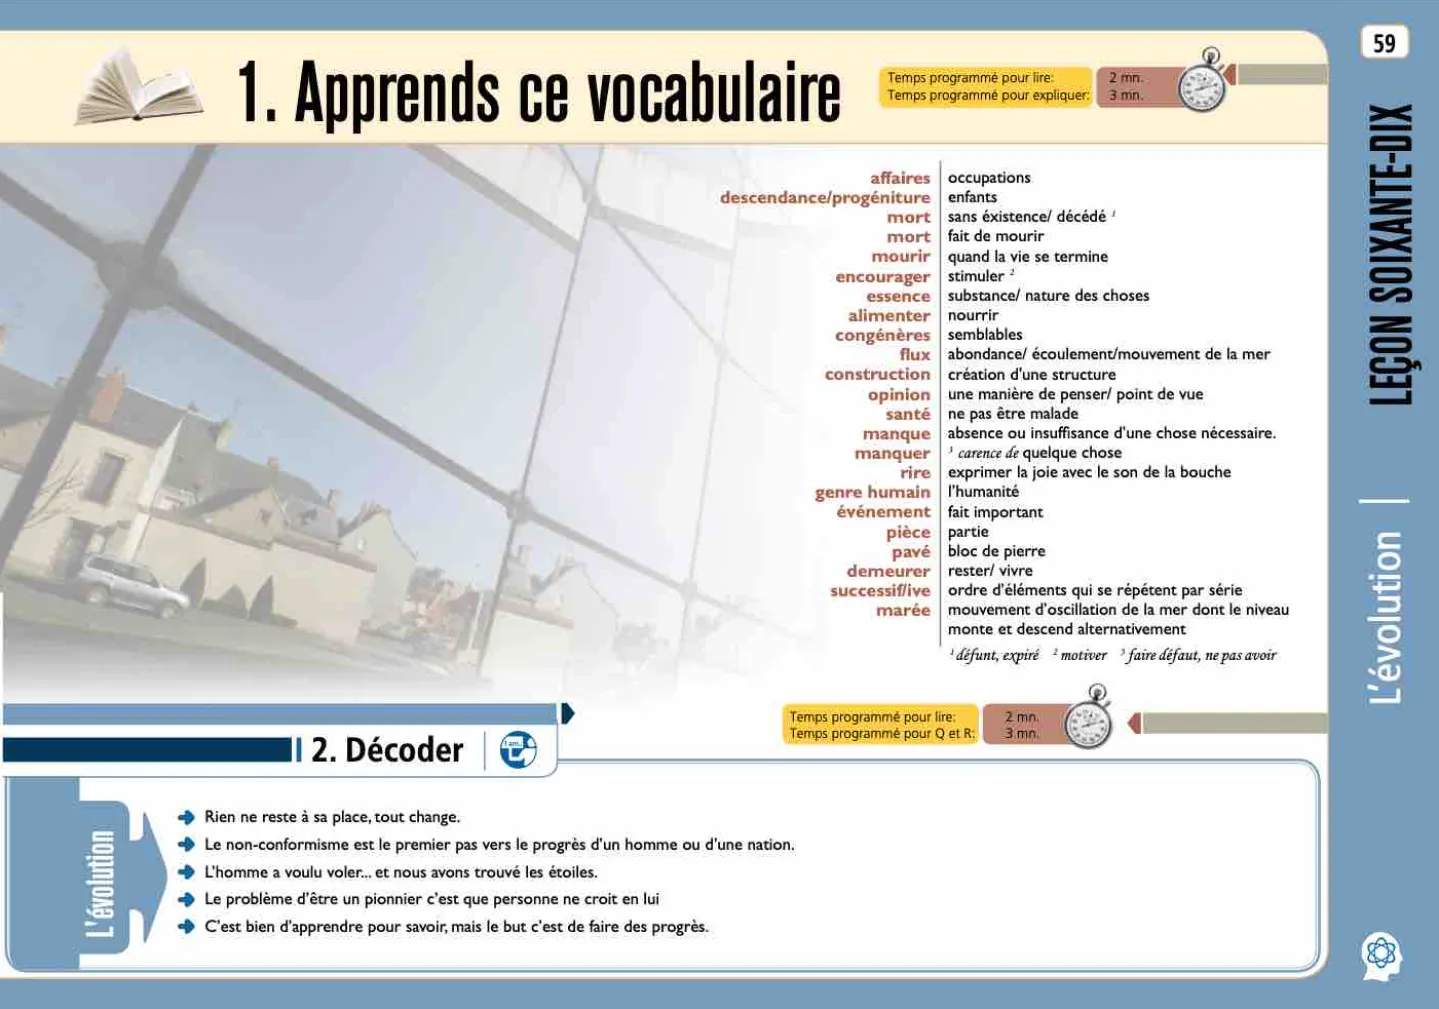 1. Apprends ce vocabulaire
Temps programmé pour lire: 2 mn.
Temps programmé pour expliquer: 3 mn.
59
LEÇON SOIXANTE-DIX
L'évolution
affaires occupations
descendance/progéniture enfants
mort sans éxistence/ décédé 1
mort fait de mourir
mourir quand la vie se termine
encourager stimuler 2
essence substance/ nature des choses
alimenter nourrir
congénères semblables
flux abondance/ écoulement/mouvement de la mer
construction création d'une structure
opinion une manière de penser/ point de vue
santé ne pas être malade
manque absence ou insuffisance d'une chose nécessaire.
manquer 3 carence de quelque chose
rire exprimer la joie avec le son de la bouche
genre humain l'humanité
événement fait important
pièce partie
pavé bloc de pierre
demeurer rester/ vivre
successif/ive ordre d'éléments qui se répétent par série
marée mouvement d'oscillation de la mer dont le niveau
monte et descend alternativement
1 défunt, expiré 2 motiver 3 faire défaut, ne pas avoir
Temps programmé pour lire: 2 mn.
Temps programmé pour Q et R: 3 mn.
2. Décoder
I am...
L'évolution
Rien ne reste à sa place, tout change.
Le non-conformisme est le premier pas vers le progrès d'un homme ou d'une nation.
L'homme a voulu voler... et nous avons trouvé les étoiles.
Le problème d'être un pionnier c'est que personne ne croit en lui
C'est bien d'apprendre pour savoir, mais le but c'est de faire des progrès.